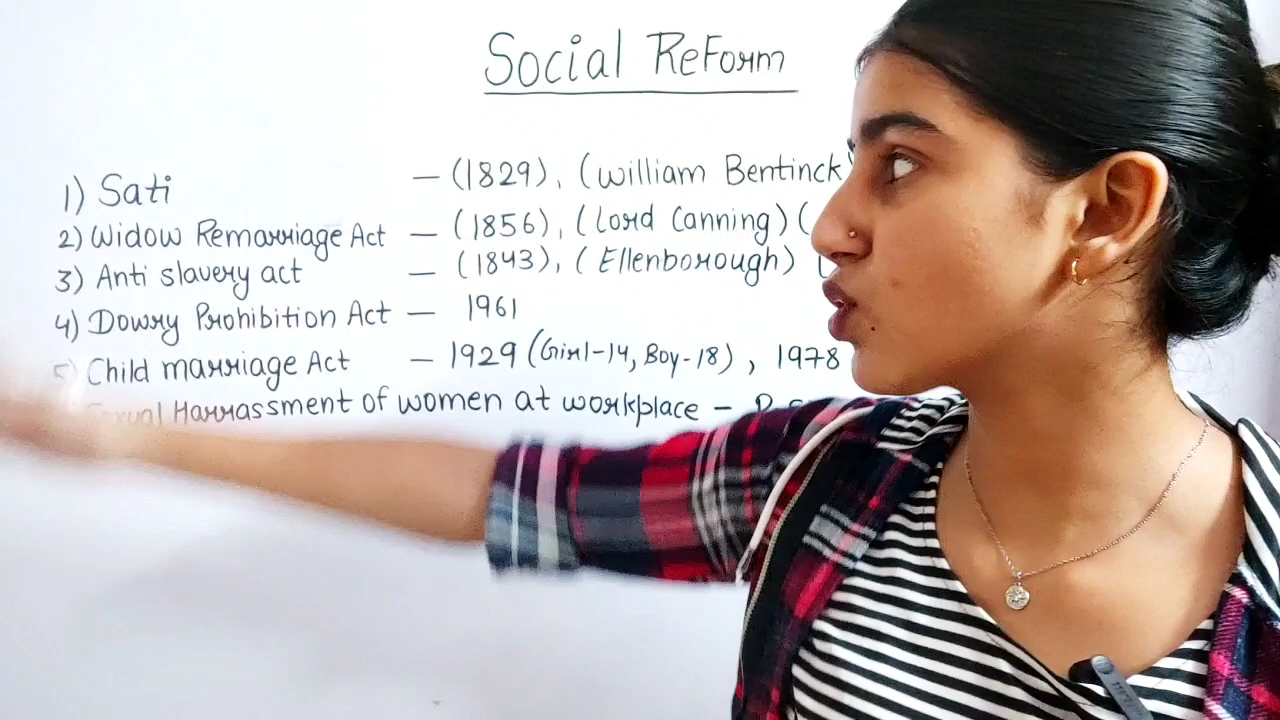 Social Reform
1) Sati – (1829), (William Bentinck)
2) Widow Remarriage Act – (1856), (Lord Canning) (
3) Anti slavery act – (1843), (Ellenborough) (
4) Dowry Prohibition Act – 1961
5) Child marriage Act – 1929 (Girl-14, Boy-18), 1978
Harrassment of women at workplace –